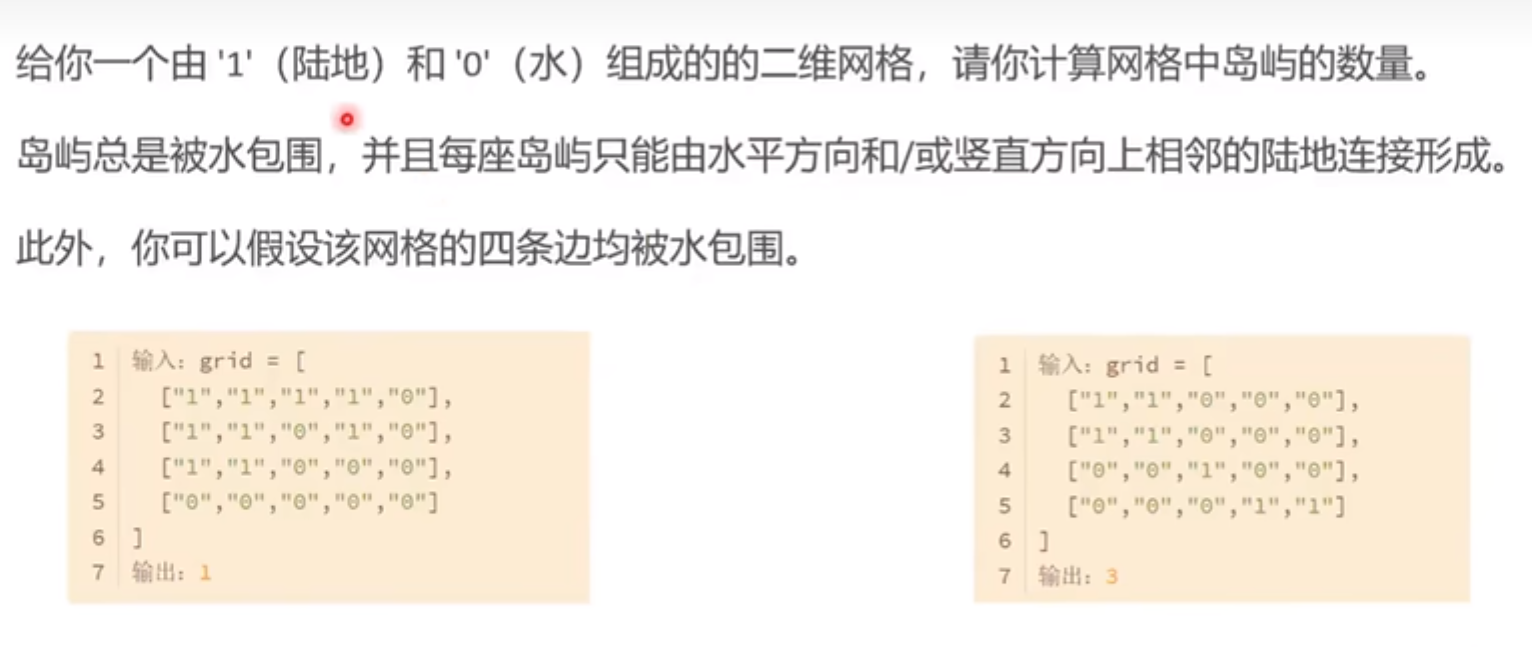 给你一个由 '1'（陆地）和 '0'（水）组成的的二维网格，请你计算网格中岛屿的数量。
岛屿总是被水包围，并且每座岛屿只能由水平方向和/或竖直方向上相邻的陆地连接形成。
此外，你可以假设该网格的四条边均被水包围。
1 输入: grid = [
2 ["1","1","1","1","0"],
3 ["1","1","0","1","0"],
4 ["1","1","0","0","0"],
5 ["0","0","0","0","0"]
6 ]
7 输出: 1
1 输入: grid = [
2 ["1","1","0","0","0"],
3 ["1","1","0","0","0"],
4 ["0","0","1","0","0"],
5 ["0","0","0","1","1"]
6 ]
7 输出: 3